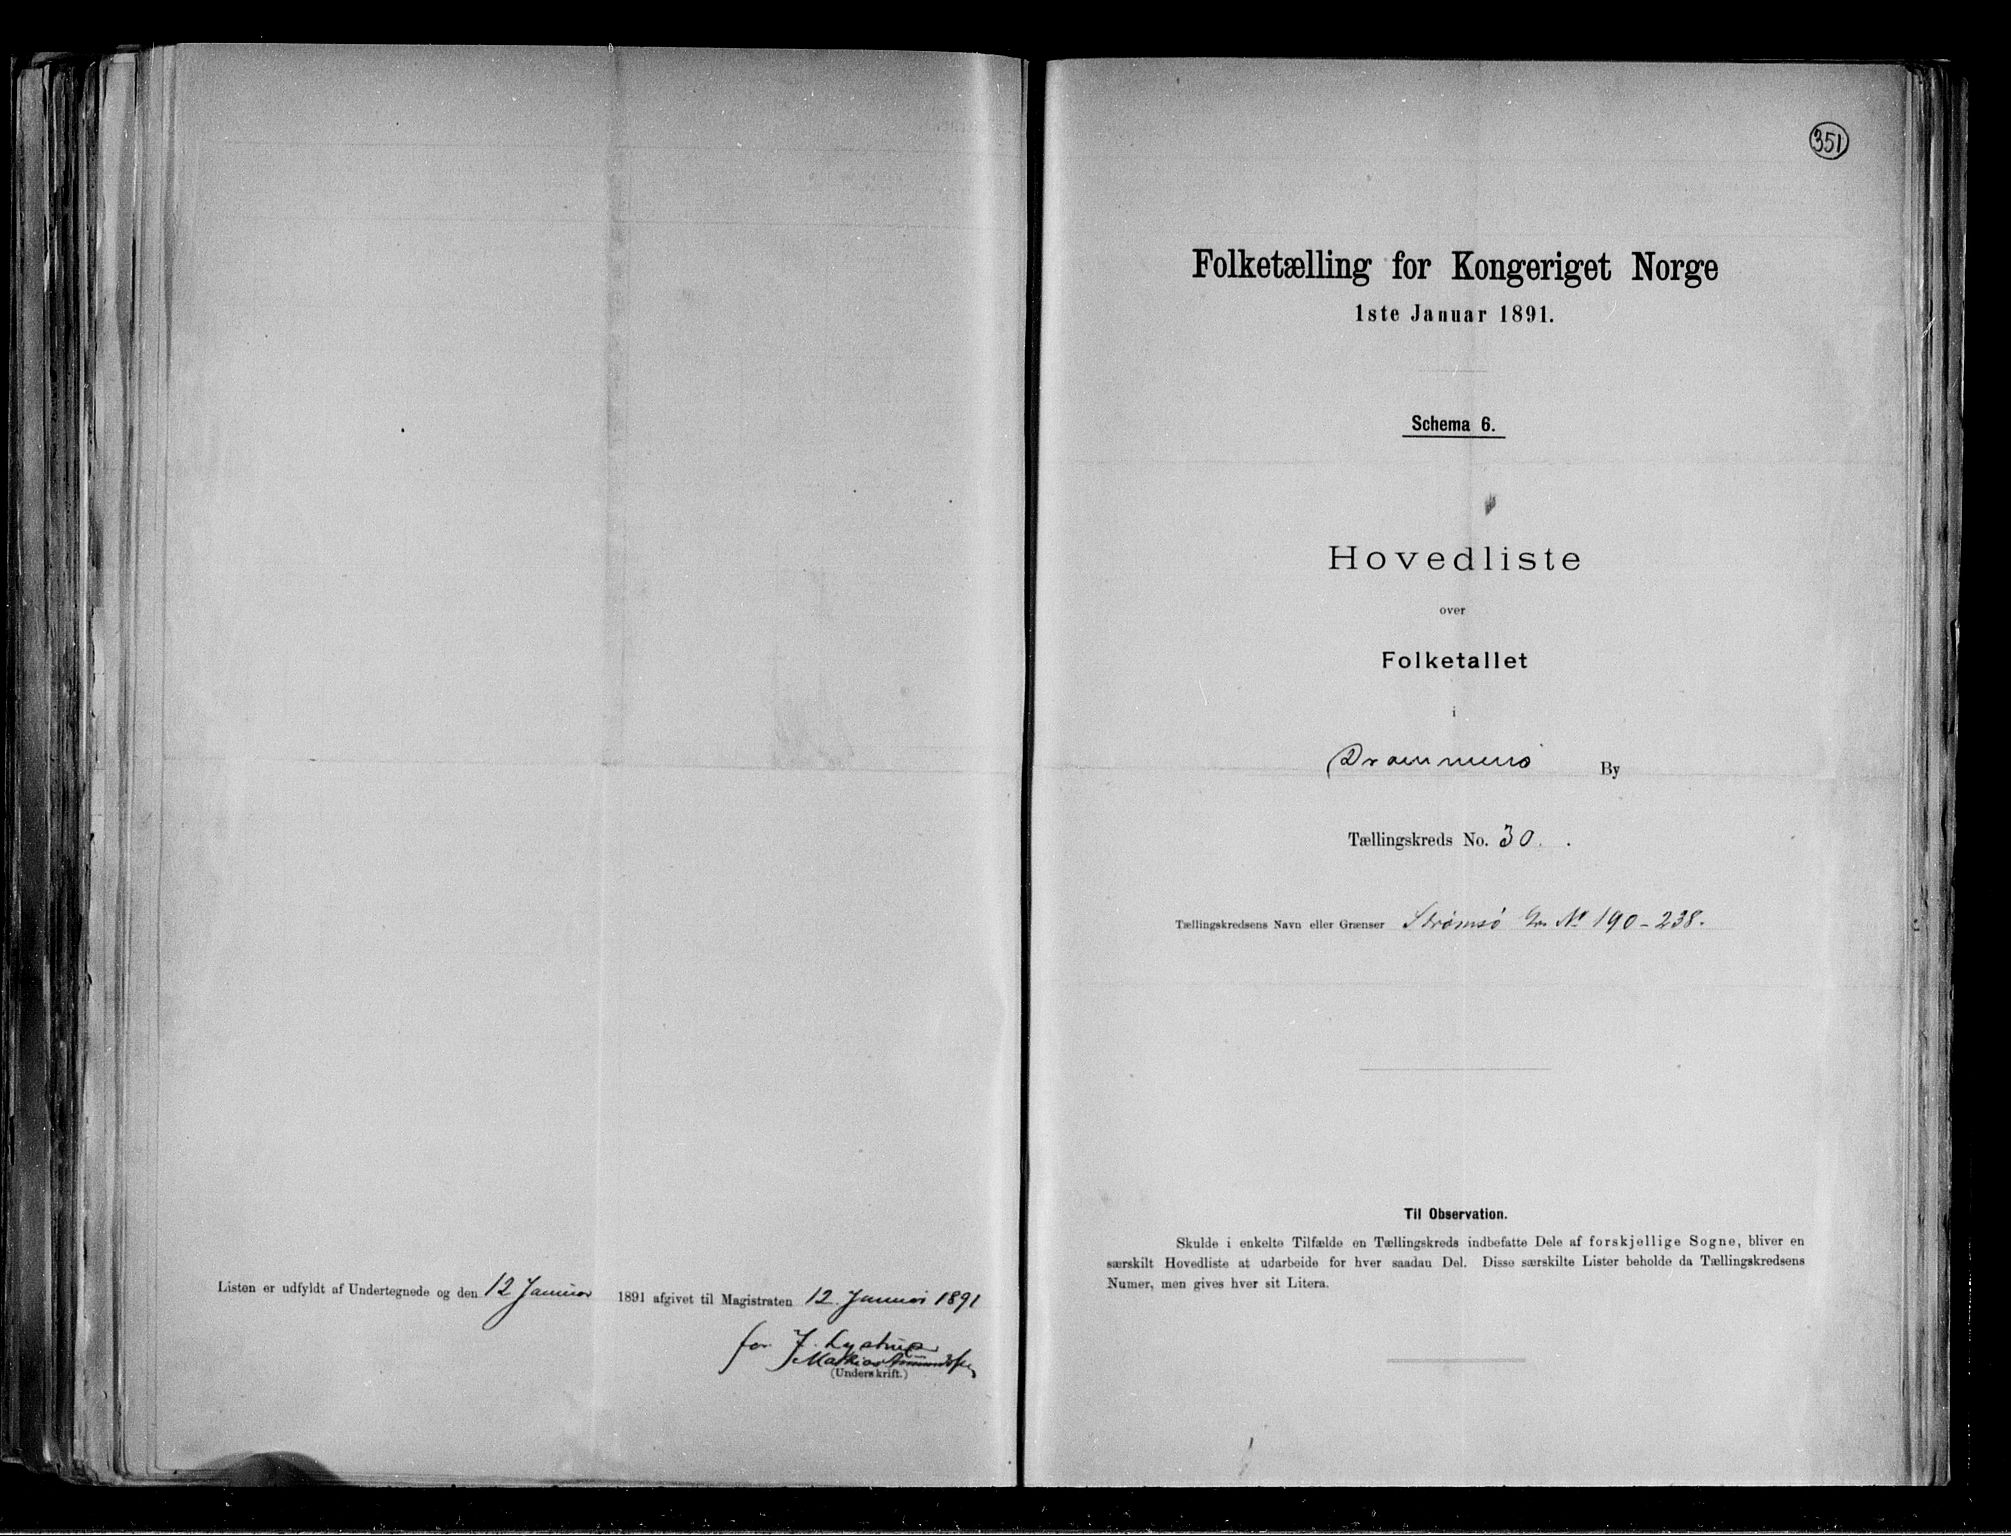 Listen er udfyldt af Undertegnede og den 12 Januar 1891 afgivet til Magistraten 12. Januar 1891
for J. Lystrup
Mathias Amundsen
(Underskrift.)
351
Folketælling for Kongeriget Norge
1ste Januar 1891.
Schema 6.
Hovedliste
over
Folketallet
i
Drammens By
Tællingskreds No. 30.
Tællingskredsens Navn eller Grænser Strømsø No 190-238.
Til Observation.
Skulde i enkelte Tilfælde en Tællingskreds indbefatte Dele af forskjellige Sogne, bliver en
særskilt Hovedliste at udarbeide for hver saadan Del. Disse særskilte Lister beholde da Tællingskredsens
Numer, men gives hver sit Litera.